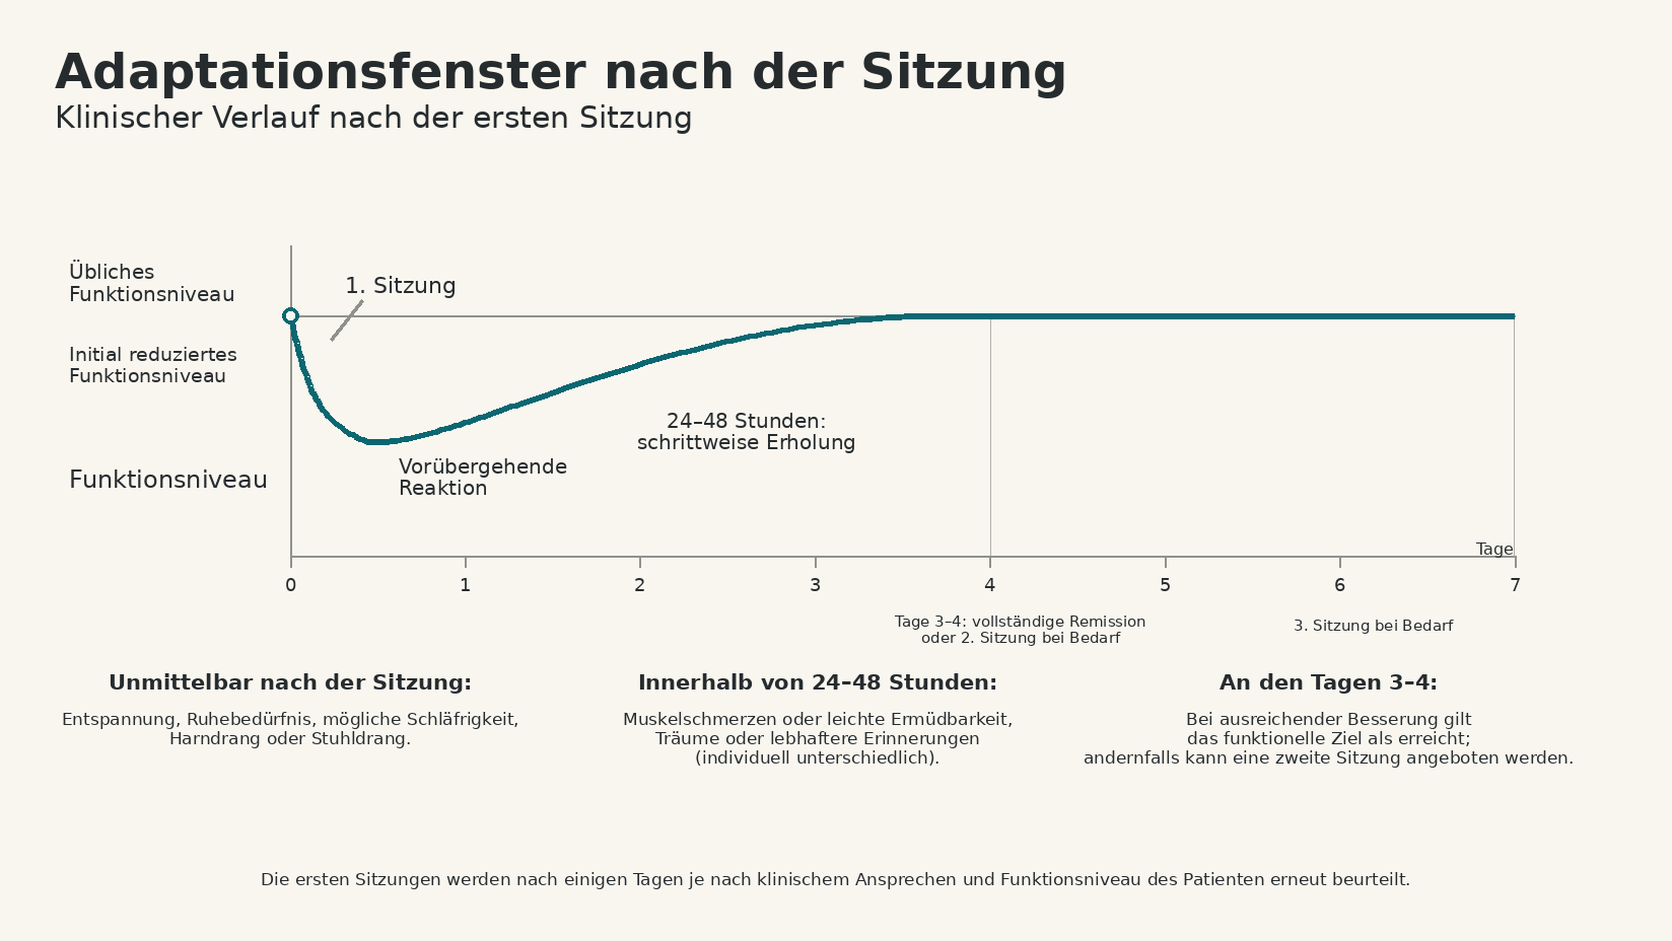 Adaptationsfenster nach der Sitzung
Klinischer Verlauf nach der ersten Sitzung
Übliches
Funktionsniveau
1. Sitzung
Initial reduziertes
Funktionsniveau
24–48 Stunden:
schrittweise Erholung
Vorübergehende
Reaktion
Funktionsniveau
Tage
0 1 2 3 4 5 6 7
Tage 3–4: vollständige Remission
oder 2. Sitzung bei Bedarf
3. Sitzung bei Bedarf
Unmittelbar nach der Sitzung:
Entspannung, Ruhebedürfnis, mögliche Schläfrigkeit,
Harndrang oder Stuhldrang.
Innerhalb von 24–48 Stunden:
Muskelschmerzen oder leichte Ermüdbarkeit,
Träume oder lebhaftere Erinnerungen
(individuell unterschiedlich).
An den Tagen 3–4:
Bei ausreichender Besserung gilt
das funktionelle Ziel als erreicht;
andernfalls kann eine zweite Sitzung angeboten werden.
Die ersten Sitzungen werden nach einigen Tagen je nach klinischem Ansprechen und Funktionsniveau des Patienten erneut beurteilt.